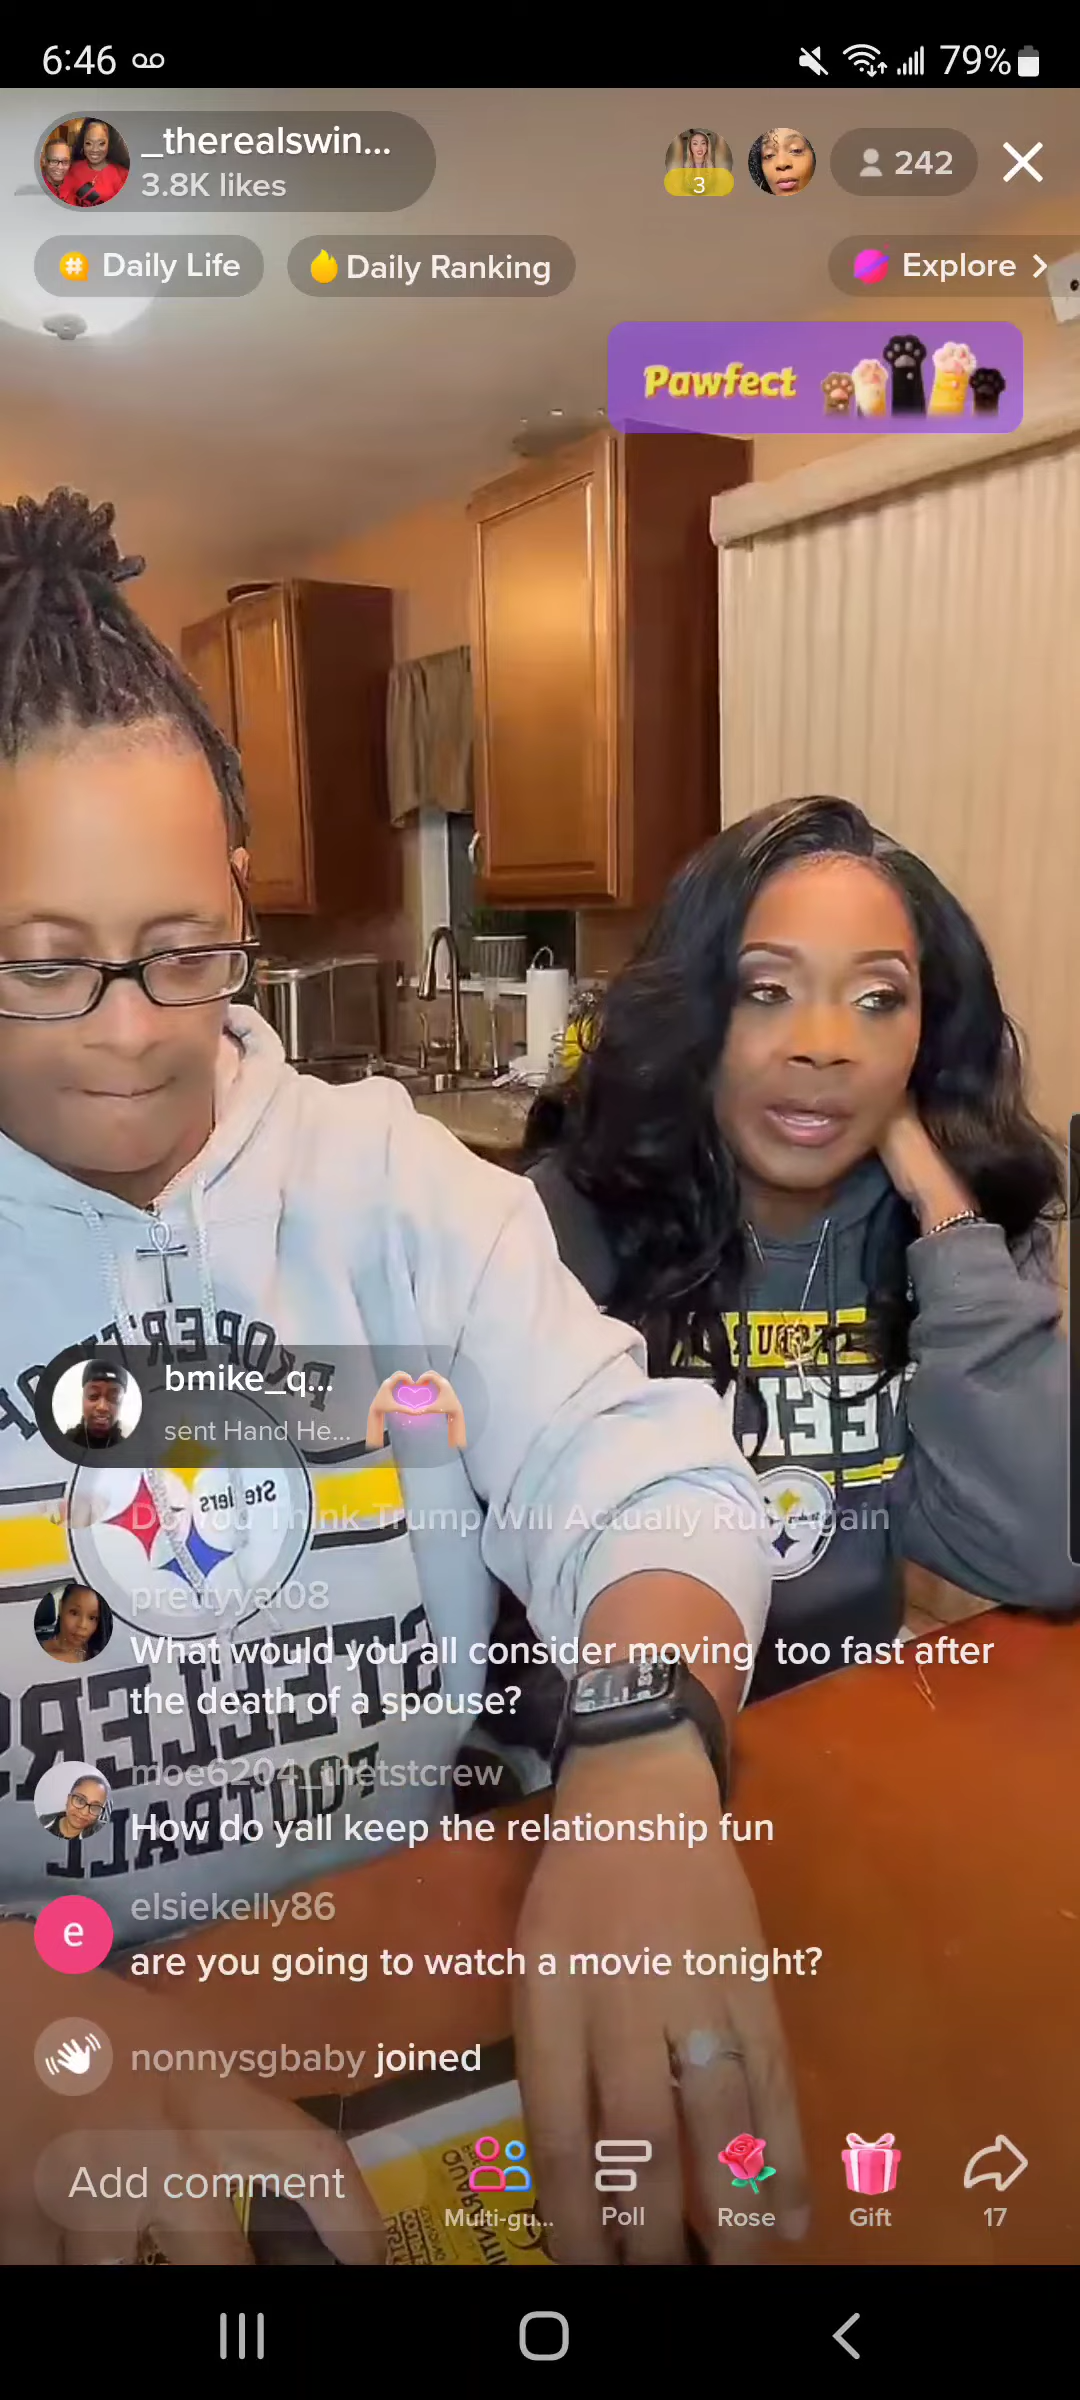 6:46
79%
_therealswin...
3.8K likes
3
242
Daily Life
Daily Ranking
Explore
Pawfect
bmike_q...
sent Hand He...
Steelers
Do You Think Trump Will Actually Run Again
prettyyai08
What would you all consider moving too fast after
the death of a spouse?
STEELERS
FOOTBALL
moe6204_thetstcrew
How do yall keep the relationship fun
elsiekelly86
are you going to watch a movie tonight?
nonnysgbaby joined
Add comment
Multi-gu...
Poll
Rose
Gift
17